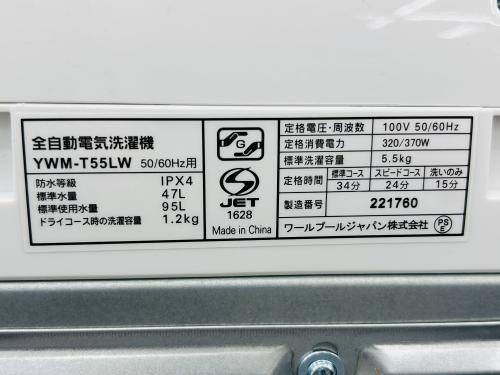 全自動電気洗濯機
YWM-T55LW 50/60Hz用
防水等級 IPX4
標準水量 47L
標準使用水量 95L
ドライコース時の洗濯容量 1.2kg
G
S
JET
1628
Made in China
定格電圧・周波数 100V 50/60Hz
定格消費電力 320/370W
標準洗濯容量 5.5kg
定格時間 標準コース スピードコース 洗いのみ
34分 24分 15分
製造番号 221760
ワールプールジャパン株式会社 PSE